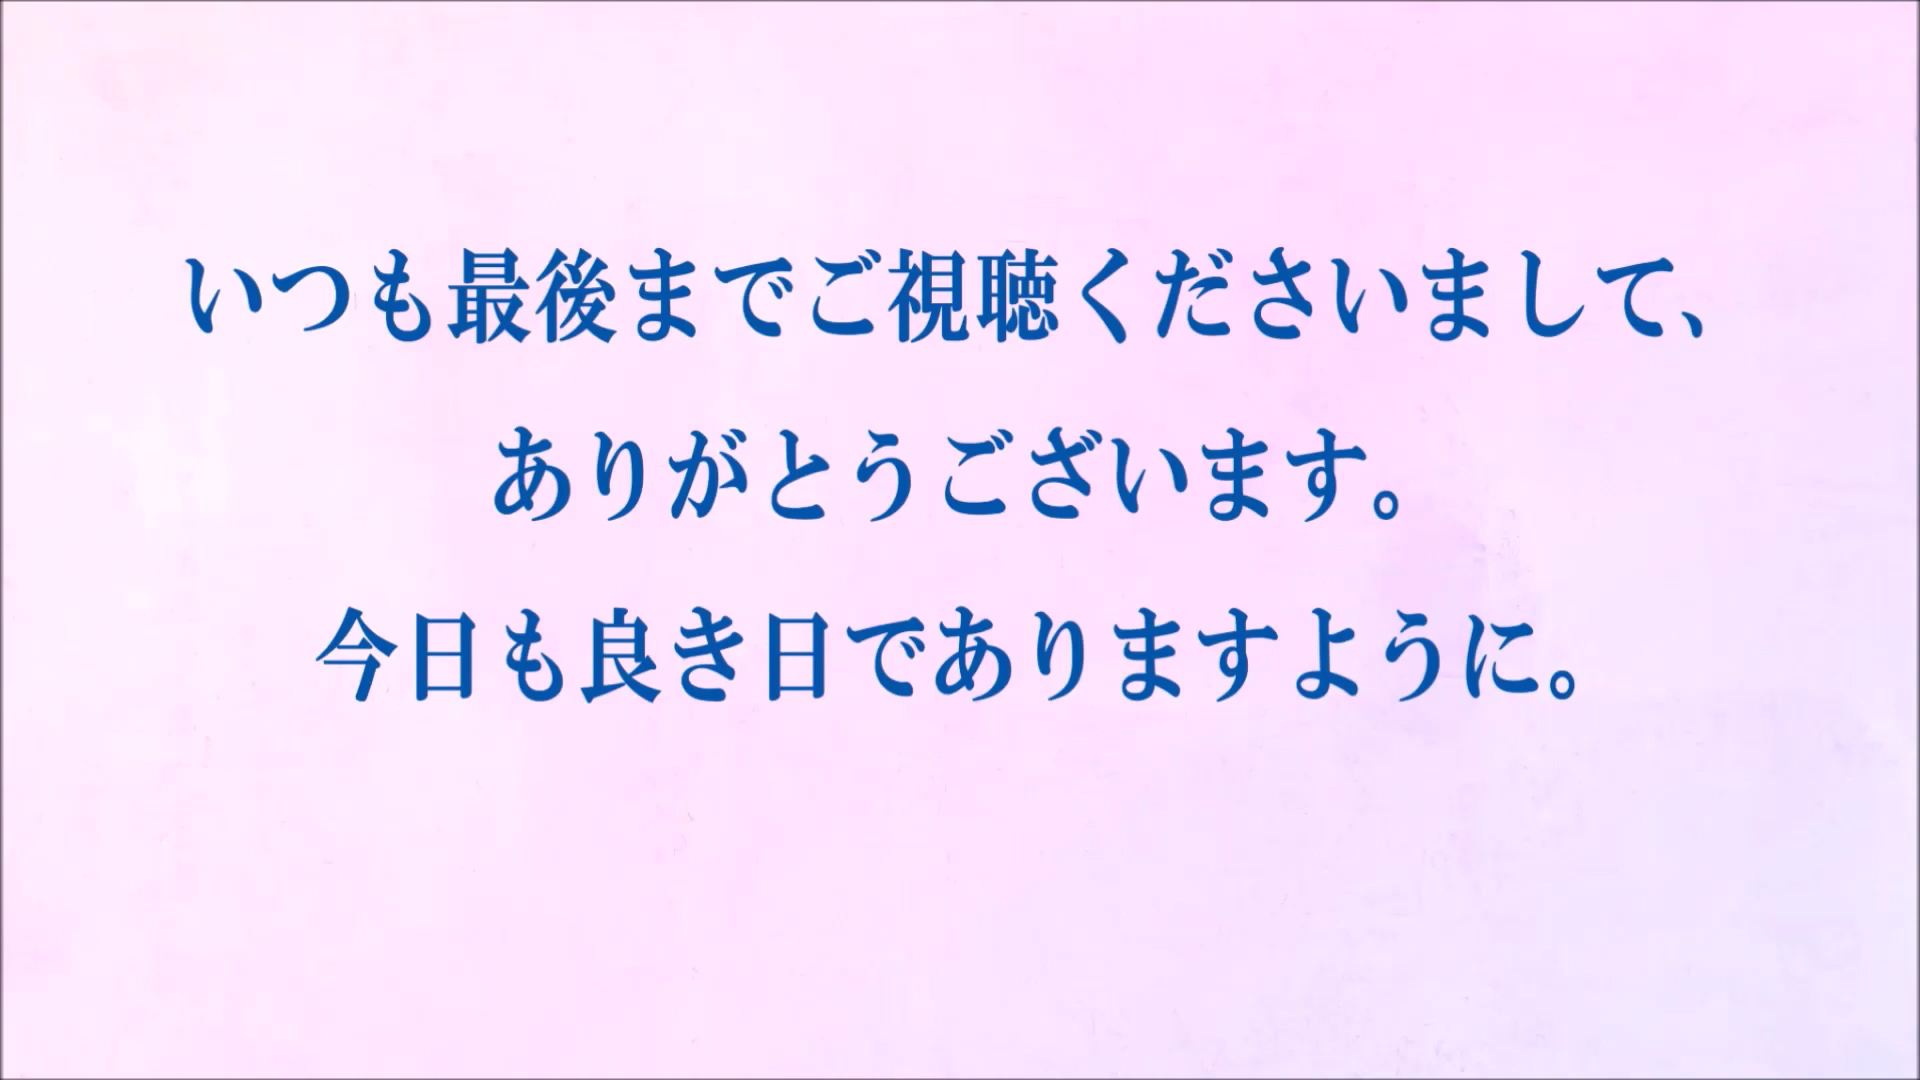 いつも最後までご視聴くださいまして、
ありがとうございます。
今日も良き日でありますように。